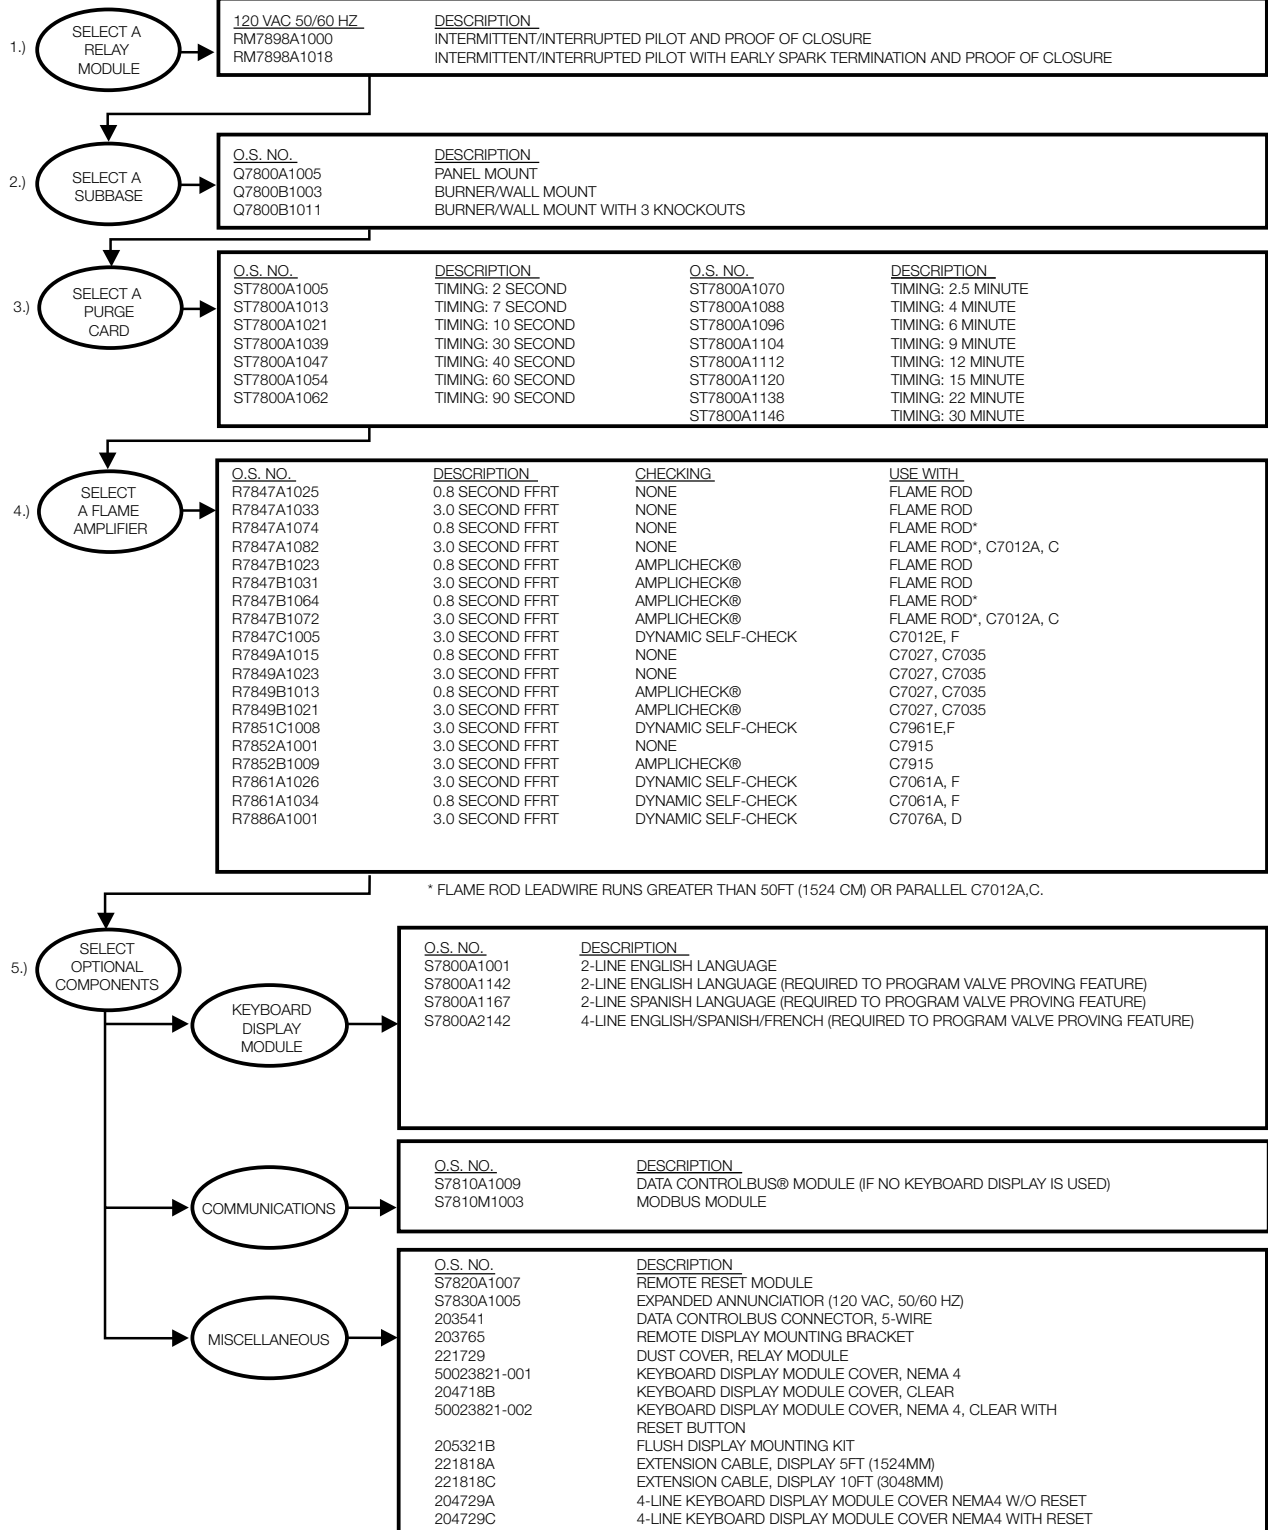 1.)
SELECT A
RELAY
MODULE
120 VAC 50/60 HZ DESCRIPTION
RM7898A1000 INTERMITTENT/INTERRUPTED PILOT AND PROOF OF CLOSURE
RM7898A1018 INTERMITTENT/INTERRUPTED PILOT WITH EARLY SPARK TERMINATION AND PROOF OF CLOSURE
2.)
SELECT A
SUBBASE
O.S. NO. DESCRIPTION
Q7800A1005 PANEL MOUNT
Q7800B1003 BURNER/WALL MOUNT
Q7800B1011 BURNER/WALL MOUNT WITH 3 KNOCKOUTS
3.)
SELECT A
PURGE
CARD
O.S. NO. DESCRIPTION O.S. NO. DESCRIPTION
ST7800A1005 TIMING: 2 SECOND ST7800A1070 TIMING: 2.5 MINUTE
ST7800A1013 TIMING: 7 SECOND ST7800A1088 TIMING: 4 MINUTE
ST7800A1021 TIMING: 10 SECOND ST7800A1096 TIMING: 6 MINUTE
ST7800A1039 TIMING: 30 SECOND ST7800A1104 TIMING: 9 MINUTE
ST7800A1047 TIMING: 40 SECOND ST7800A1112 TIMING: 12 MINUTE
ST7800A1054 TIMING: 60 SECOND ST7800A1120 TIMING: 15 MINUTE
ST7800A1062 TIMING: 90 SECOND ST7800A1138 TIMING: 22 MINUTE
ST7800A1146 TIMING: 30 MINUTE
4.)
SELECT
A FLAME
AMPLIFIER
O.S. NO. DESCRIPTION CHECKING USE WITH
R7847A1025 0.8 SECOND FFRT NONE FLAME ROD
R7847A1033 3.0 SECOND FFRT NONE FLAME ROD
R7847A1074 0.8 SECOND FFRT NONE FLAME ROD*
R7847A1082 3.0 SECOND FFRT NONE FLAME ROD*, C7012A, C
R7847B1023 0.8 SECOND FFRT AMPLICHECK® FLAME ROD
R7847B1031 3.0 SECOND FFRT AMPLICHECK® FLAME ROD
R7847B1064 0.8 SECOND FFRT AMPLICHECK® FLAME ROD*
R7847B1072 3.0 SECOND FFRT AMPLICHECK® FLAME ROD*, C7012A, C
R7847C1005 3.0 SECOND FFRT DYNAMIC SELF-CHECK C7012E, F
R7849A1015 0.8 SECOND FFRT NONE C7027, C7035
R7849A1023 3.0 SECOND FFRT NONE C7027, C7035
R7849B1013 0.8 SECOND FFRT AMPLICHECK® C7027, C7035
R7849B1021 3.0 SECOND FFRT AMPLICHECK® C7027, C7035
R7851C1008 3.0 SECOND FFRT DYNAMIC SELF-CHECK C7961E,F
R7852A1001 3.0 SECOND FFRT NONE C7915
R7852B1009 3.0 SECOND FFRT AMPLICHECK® C7915
R7861A1026 3.0 SECOND FFRT DYNAMIC SELF-CHECK C7061A, F
R7861A1034 0.8 SECOND FFRT DYNAMIC SELF-CHECK C7061A, F
R7886A1001 3.0 SECOND FFRT DYNAMIC SELF-CHECK C7076A, D
* FLAME ROD LEADWIRE RUNS GREATER THAN 50FT (1524 CM) OR PARALLEL C7012A,C.
5.)
SELECT
OPTIONAL
COMPONENTS
KEYBOARD
DISPLAY
MODULE
O.S. NO. DESCRIPTION
S7800A1001 2-LINE ENGLISH LANGUAGE
S7800A1142 2-LINE ENGLISH LANGUAGE (REQUIRED TO PROGRAM VALVE PROVING FEATURE)
S7800A1167 2-LINE SPANISH LANGUAGE (REQUIRED TO PROGRAM VALVE PROVING FEATURE)
S7800A2142 4-LINE ENGLISH/SPANISH/FRENCH (REQUIRED TO PROGRAM VALVE PROVING FEATURE)
COMMUNICATIONS
O.S. NO. DESCRIPTION
S7810A1009 DATA CONTROLBUS® MODULE (IF NO KEYBOARD DISPLAY IS USED)
S7810M1003 MODBUS MODULE
MISCELLANEOUS
O.S. NO. DESCRIPTION
S7820A1007 REMOTE RESET MODULE
S7830A1005 EXPANDED ANNUNCIATIOR (120 VAC, 50/60 HZ)
203541 DATA CONTROLBUS CONNECTOR, 5-WIRE
203765 REMOTE DISPLAY MOUNTING BRACKET
221729 DUST COVER, RELAY MODULE
50023821-001 KEYBOARD DISPLAY MODULE COVER, NEMA 4
204718B KEYBOARD DISPLAY MODULE COVER, CLEAR
50023821-002 KEYBOARD DISPLAY MODULE COVER, NEMA 4, CLEAR WITH
RESET BUTTON
205321B FLUSH DISPLAY MOUNTING KIT
221818A EXTENSION CABLE, DISPLAY 5FT (1524MM)
221818C EXTENSION CABLE, DISPLAY 10FT (3048MM)
204729A 4-LINE KEYBOARD DISPLAY MODULE COVER NEMA4 W/O RESET
204729C 4-LINE KEYBOARD DISPLAY MODULE COVER NEMA4 WITH RESET